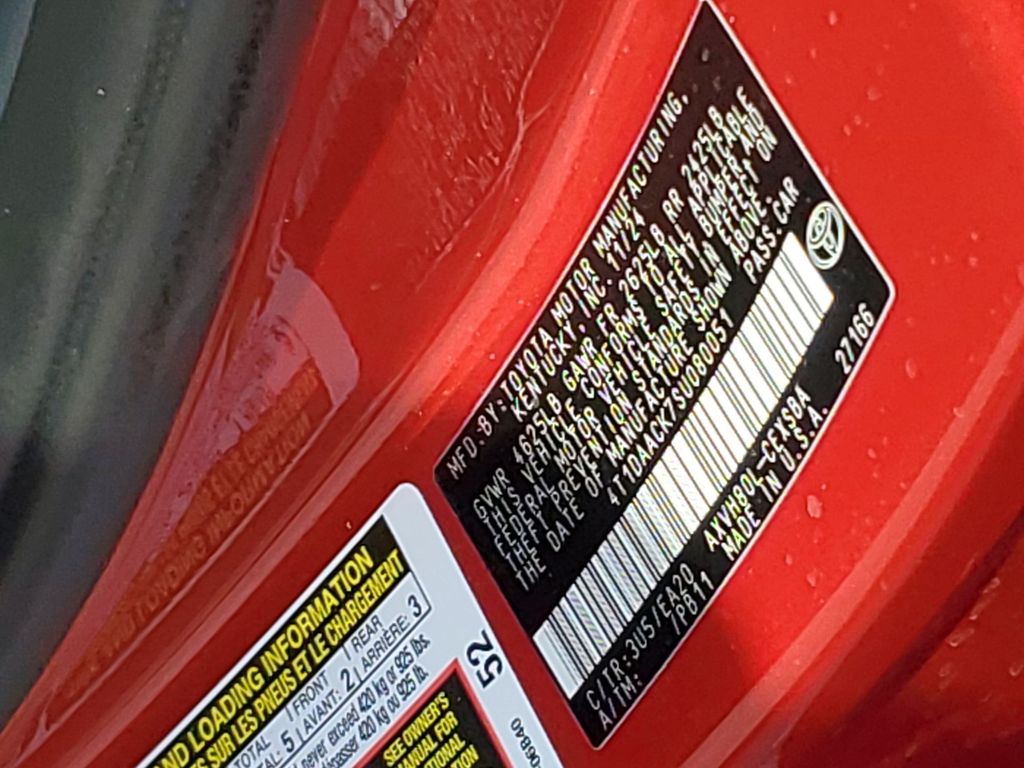 MFD.BY:TOYOTA MOTOR MANUFACTURING,
KENTUCKY, INC. 11/24
GVWR 4625LB GAWR FR 2625LB RR 2425LB
THIS VEHICLE CONFORMS TO ALL APPLICABLE
FEDERAL MOTOR VEHICLE SAFETY, BUMPER AND
THEFT PREVENTION STANDARDS IN EFFECT ON
THE DATE OF MANUFACTURE SHOWN ABOVE.
4T1DAACK7SU080051 PASS.CAR
C/TR:3U5/EA20 AXVH80L-CEXSBA 27166
A/TM: /PB11 MADE IN U.S.A.
ND LOADING INFORMATION
SUR LES PNEUS ET LE CHARGEMENT
TOTAL : 5 FRONT AVANT: 2 REAR ARRIÈRE: 3
never exceed 420 kg or 925 lbs.
420 kg ou 925 lb.
SEE OWNER'S
MANUAL FOR
52
06840